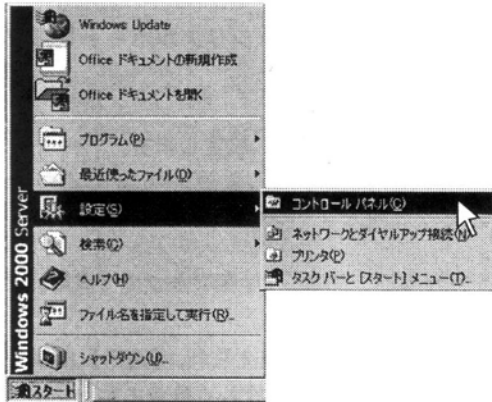 Windows Update
Office ドキュメントの新規作成
Office ドキュメントを開く
プログラム(P)
最近使ったファイル(D)
設定(S)
検索(C)
ヘルプ(H)
ファイル名を指定して実行(R)...
シャットダウン(U)...
Windows 2000 Server
スタート
コントロール パネル(C)
ネットワークとダイヤルアップ接続(N)
プリンタ(P)
タスク バーと [スタート] メニュー(T)...